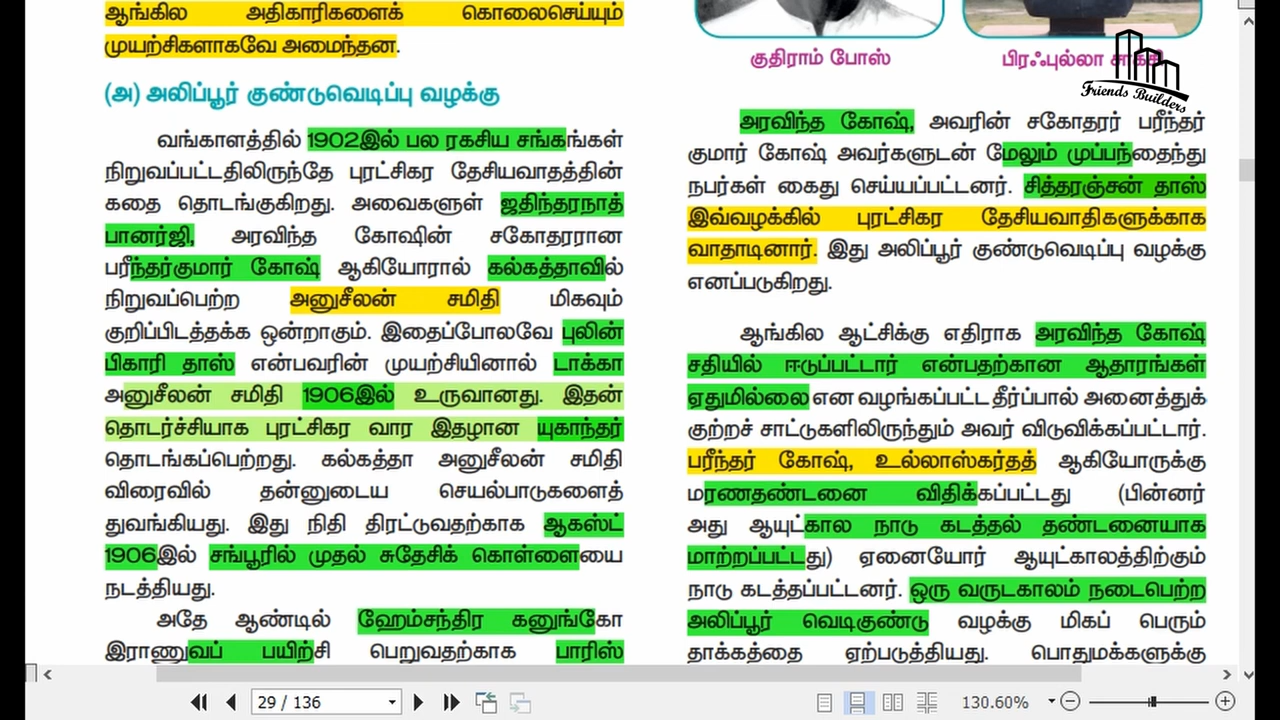 ஆங்கில அதிகாரிகளைக் கொலைசெய்யும்
முயற்சிகளாகவே அமைந்தன.
(அ) அலிப்பூர் குண்டுவெடிப்பு வழக்கு
வங்காளத்தில் 1902இல் பல ரகசிய சங்கங்கள்
நிறுவப்பட்டதிலிருந்தே புரட்சிகர தேசியவாதத்தின்
கதை தொடங்குகிறது. அவைகளுள் ஜதிந்தரநாத்
பானர்ஜி, அரவிந்த கோஷின் சகோதரரான
பரீந்தர்குமார் கோஷ் ஆகியோரால் கல்கத்தாவில்
நிறுவப்பெற்ற அனுசீலன் சமிதி மிகவும்
குறிப்பிடத்தக்க ஒன்றாகும். இதைப்போலவே புலின்
பிகாரி தாஸ் என்பவரின் முயற்சியினால் டாக்கா
அனுசீலன் சமிதி 1906இல் உருவானது. இதன்
தொடர்ச்சியாக புரட்சிகர வார இதழான யுகாந்தர்
தொடங்கப்பெற்றது. கல்கத்தா அனுசீலன் சமிதி
விரைவில் தன்னுடைய செயல்பாடுகளைத்
துவங்கியது. இது நிதி திரட்டுவதற்காக ஆகஸ்ட்
1906இல் சங்பூரில் முதல் சுதேசிக் கொள்ளையை
நடத்தியது.
அதே ஆண்டில் ஹேம்சந்திர கனுங்கோ
இராணுவப் பயிற்சி பெறுவதற்காக பாரிஸ்
குதிராம் போஸ்
பிரஃபுல்லா சாக்கி
Friends Builders
அரவிந்த கோஷ், அவரின் சகோதரர் பரீந்தர்
குமார் கோஷ் அவர்களுடன் மேலும் முப்பந்தைந்து
நபர்கள் கைது செய்யப்பட்டனர். சித்தரஞ்சன் தாஸ்
இவ்வழக்கில் புரட்சிகர தேசியவாதிகளுக்காக
வாதாடினார். இது அலிப்பூர் குண்டுவெடிப்பு வழக்கு
எனப்படுகிறது.
ஆங்கில ஆட்சிக்கு எதிராக அரவிந்த கோஷ்
சதியில் ஈடுப்பட்டார் என்பதற்கான ஆதாரங்கள்
ஏதுமில்லை என வழங்கப்பட்ட தீர்ப்பால் அனைத்துக்
குற்றச் சாட்டுகளிலிருந்தும் அவர் விடுவிக்கப்பட்டார்.
பரீந்தர் கோஷ், உல்லாஸ்கர்தத் ஆகியோருக்கு
மரணதண்டனை விதிக்கப்பட்டது (பின்னர்
அது ஆயுட்கால நாடு கடத்தல் தண்டனையாக
மாற்றப்பட்டது) ஏனையோர் ஆயுட்காலத்திற்கும்
நாடு கடத்தப்பட்டனர். ஒரு வருடகாலம் நடைபெற்ற
அலிப்பூர் வெடிகுண்டு வழக்கு மிகப் பெரும்
தாக்கத்தை ஏற்படுத்தியது. பொதுமக்களுக்கு
29 / 136
130.60%